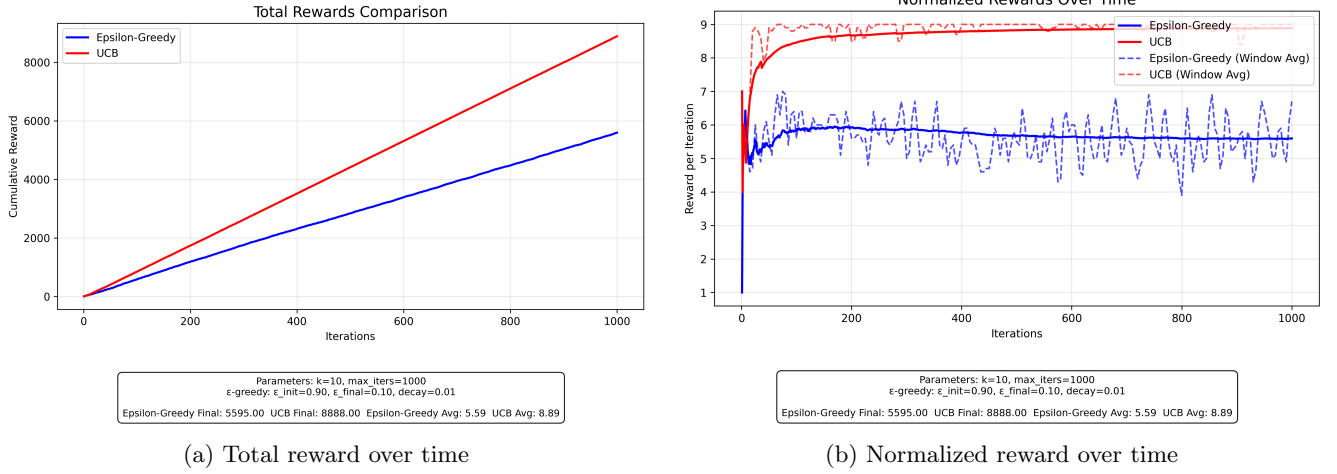 Total Rewards Comparison
Epsilon-Greedy
UCB
Cumulative Reward
8000
6000
4000
2000
0
0 200 400 600 800 1000
Iterations
Parameters: k=10, max_iters=1000
ε-greedy: ε_init=0.90, ε_final=0.10, decay=0.01
Epsilon-Greedy Final: 5595.00 UCB Final: 8888.00 Epsilon-Greedy Avg: 5.59 UCB Avg: 8.89
(a) Total reward over time
Normalized Rewards Over Time
Epsilon-Greedy
UCB
Epsilon-Greedy (Window Avg)
UCB (Window Avg)
Reward per Iteration
9
8
7
6
5
4
3
2
1
0 200 400 600 800 1000
Iterations
Parameters: k=10, max_iters=1000
ε-greedy: ε_init=0.90, ε_final=0.10, decay=0.01
Epsilon-Greedy Final: 5595.00 UCB Final: 8888.00 Epsilon-Greedy Avg: 5.59 UCB Avg: 8.89
(b) Normalized reward over time